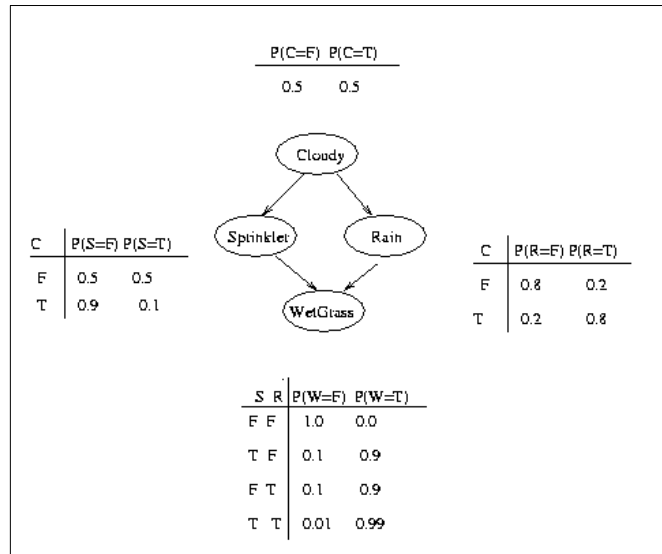 P(C=F) P(C=T)
0.5 0.5
Cloudy
Sprinkler
Rain
WetGrass
C P(S=F) P(S=T)
F 0.5 0.5
T 0.9 0.1
C P(R=F) P(R=T)
F 0.8 0.2
T 0.2 0.8
S R P(W=F) P(W=T)
F F 1.0 0.0
T F 0.1 0.9
F T 0.1 0.9
T T 0.01 0.99